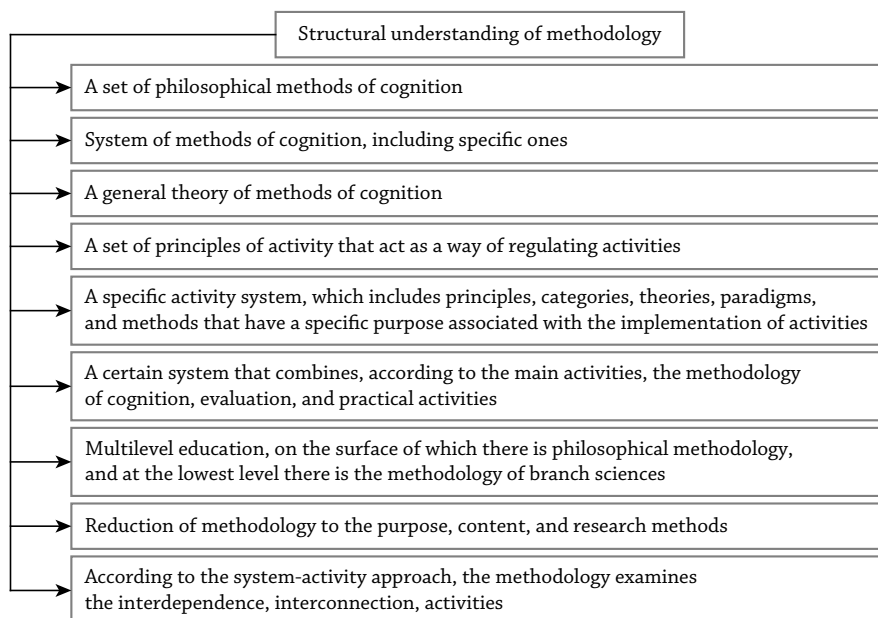 Structural understanding of methodology
A set of philosophical methods of cognition
System of methods of cognition, including specific ones
A general theory of methods of cognition
A set of principles of activity that act as a way of regulating activities
A specific activity system, which includes principles, categories, theories, paradigms,
and methods that have a specific purpose associated with the implementation of activities
A certain system that combines, according to the main activities, the methodology
of cognition, evaluation, and practical activities
Multilevel education, on the surface of which there is philosophical methodology,
and at the lowest level there is the methodology of branch sciences
Reduction of methodology to the purpose, content, and research methods
According to the system-activity approach, the methodology examines
the interdependence, interconnection, activities